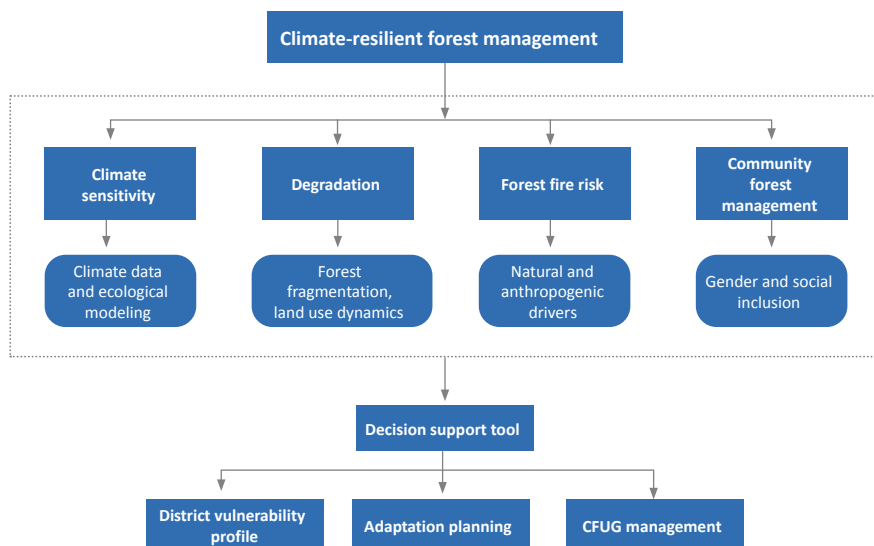 Climate-resilient forest management
Climate
sensitivity
Degradation
Forest fire risk
Community
forest
management
Climate data
and ecological
modeling
Forest
fragmentation,
land use dynamics
Natural and
anthropogenic
drivers
Gender and social
inclusion
Decision support tool
District vulnerability
profile
Adaptation planning
CFUG management